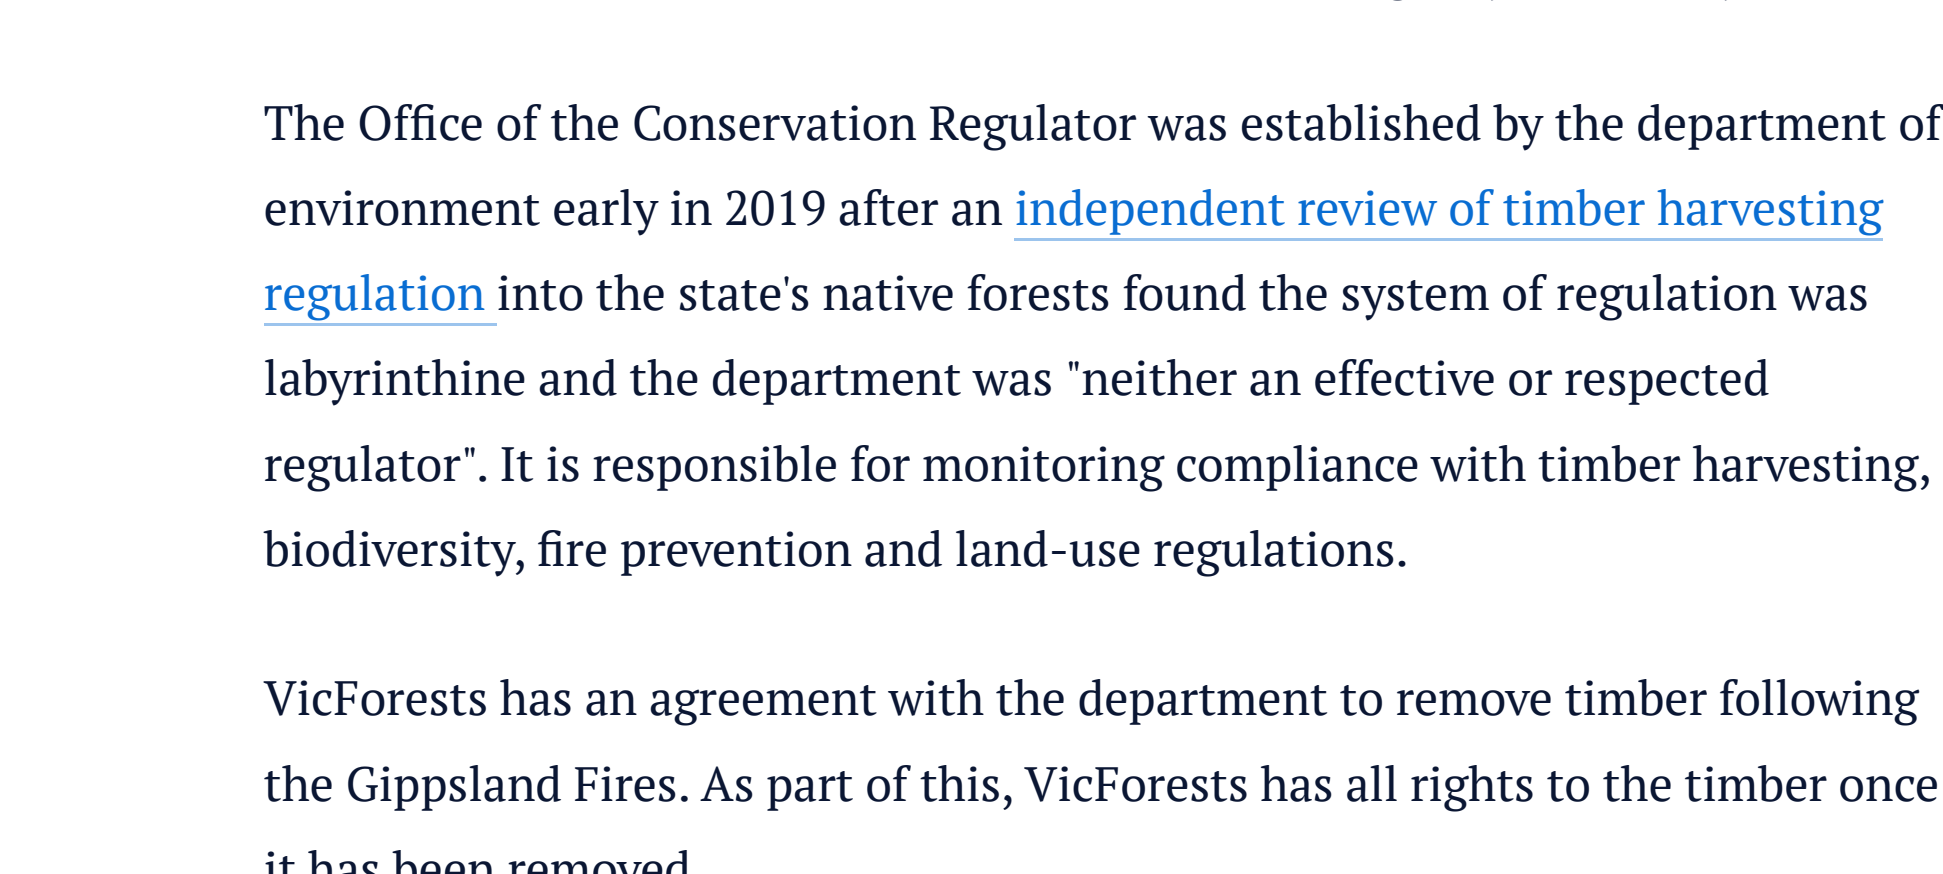 The Office of the Conservation Regulator was established by the department of
environment early in 2019 after an independent review of timber harvesting
regulation into the state's native forests found the system of regulation was
labyrinthine and the department was "neither an effective or respected
regulator". It is responsible for monitoring compliance with timber harvesting,
biodiversity, fire prevention and land-use regulations.
VicForests has an agreement with the department to remove timber following
the Gippsland Fires. As part of this, VicForests has all rights to the timber once
it has been removed